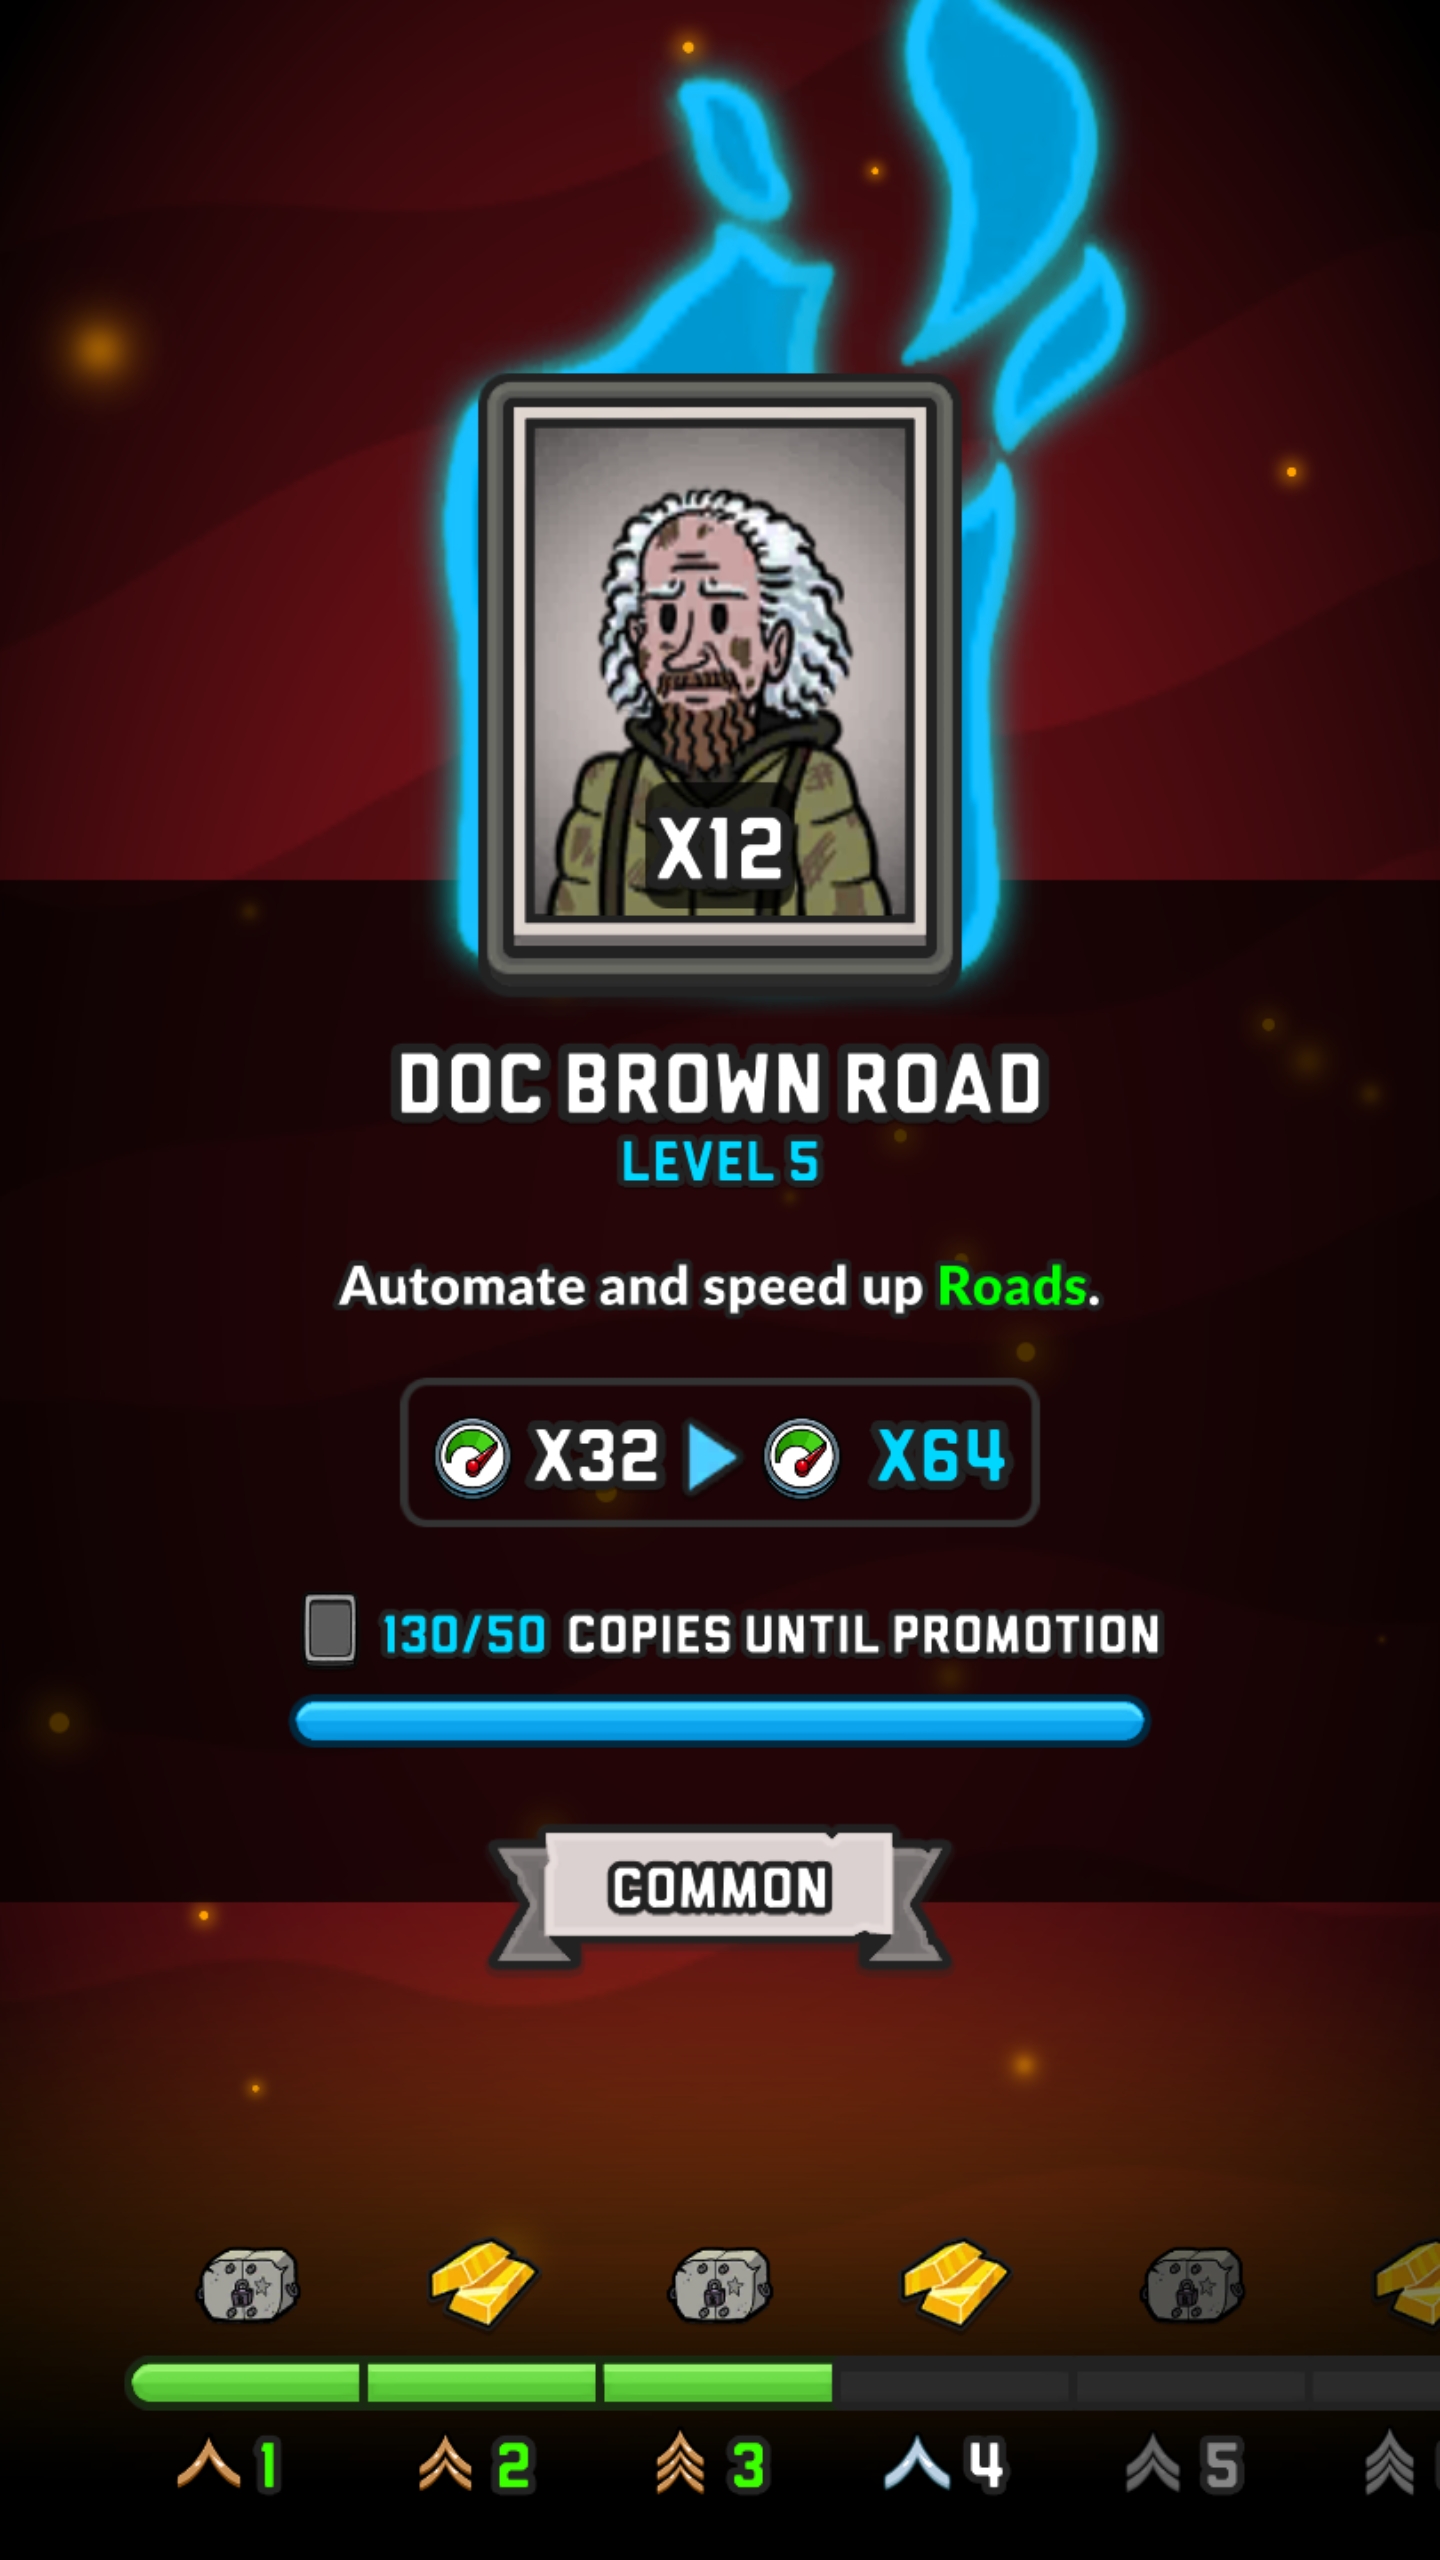 X12
DOC BROWN ROAD
LEVEL 5
Automate and speed up Roads.
X32 X64
130/50 COPIES UNTIL PROMOTION
COMMON
1 2 3 4 5